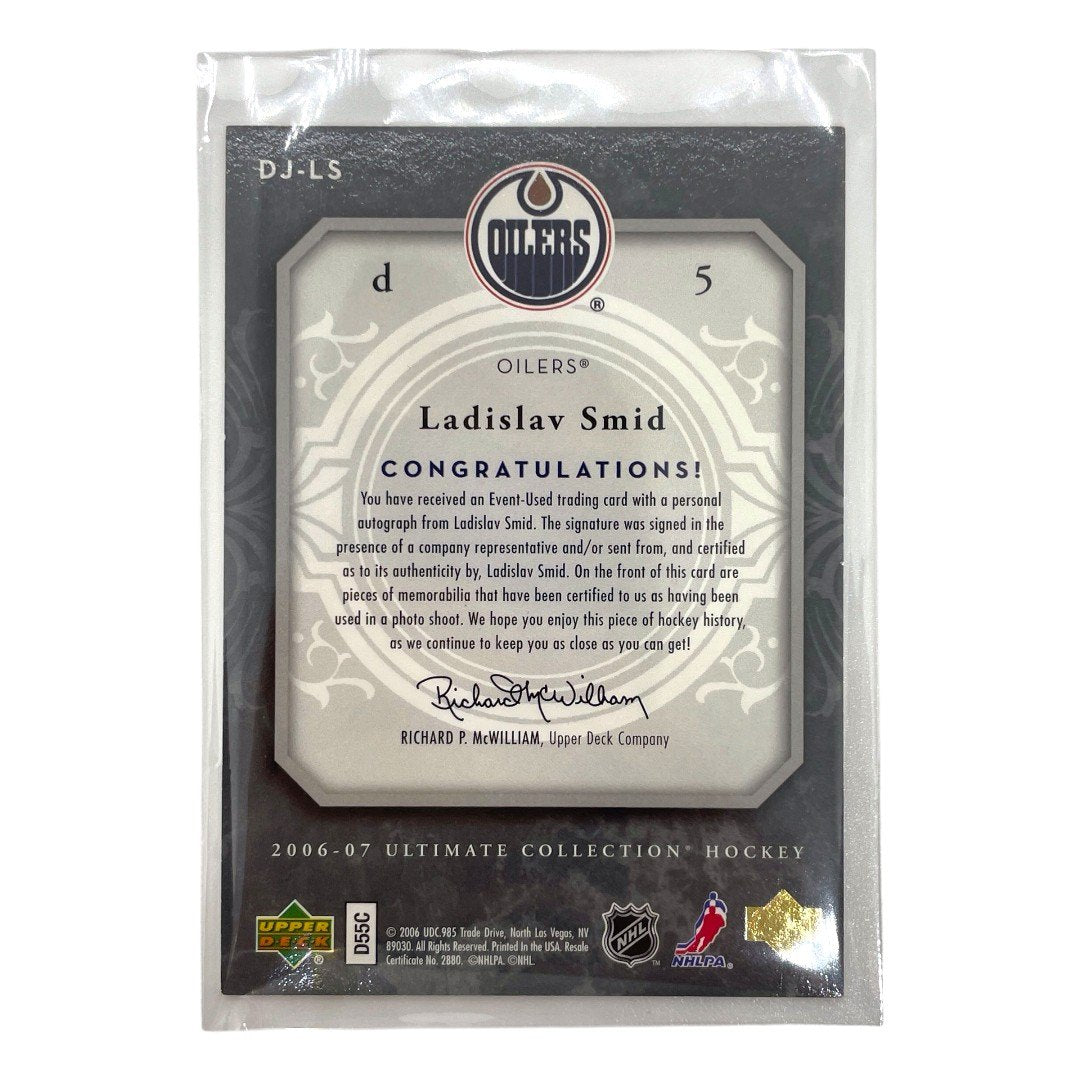 DJ-LS
OILERS
®
d 5
OILERS®
Ladislav Smid
CONGRATULATIONS!
You have received an Event-Used trading card with a personal
autograph from Ladislav Smid. The signature was signed in the
presence of a company representative and/or sent from, and certified
as to its authenticity by, Ladislav Smid. On the front of this card are
pieces of memorabilia that have been certified to us as having been
used in a photo shoot. We hope you enjoy this piece of hockey history,
as we continue to keep you as close as you can get!
Richard McWilliam
RICHARD P. McWILLIAM, Upper Deck Company
2006-07 ULTIMATE COLLECTION® HOCKEY
UPPER
DECK
®
D55C
© 2006 UDC.985 Trade Drive, North Las Vegas, NV
89030. All Rights Reserved. Printed in the USA. Resale
Certificate No. 2880. ©NHLPA. ©NHL.
NHL
™
NHLPA®